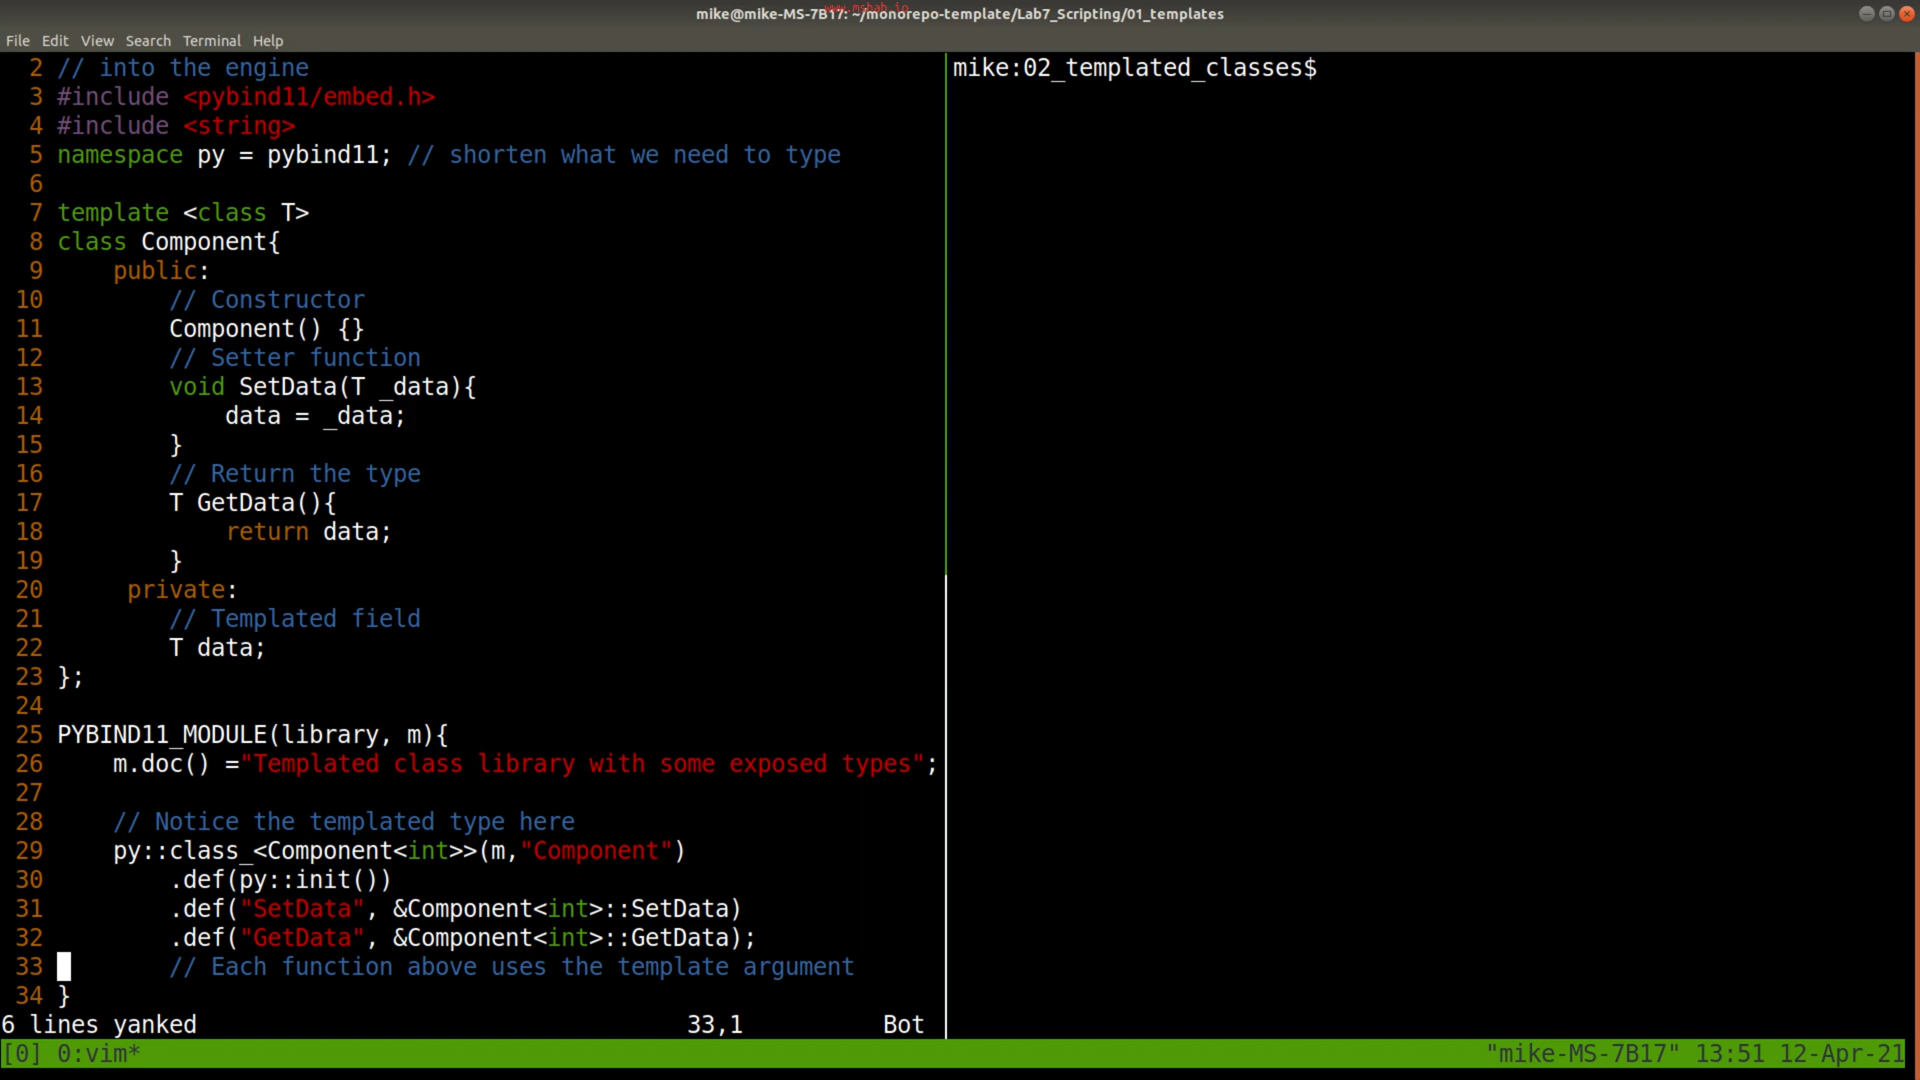 www.mshah.io
mike@mike-MS-7B17: ~/monorepo-template/Lab7_Scripting/01_templates
File Edit View Search Terminal Help
2 // into the engine
3 #include <pybind11/embed.h>
4 #include <string>
5 namespace py = pybind11; // shorten what we need to type
6
7 template <class T>
8 class Component{
9     public:
10         // Constructor
11         Component() {}
12         // Setter function
13         void SetData(T _data){
14             data = _data;
15         }
16         // Return the type
17         T GetData(){
18             return data;
19         }
20      private:
21         // Templated field
22         T data;
23 };
24
25 PYBIND11_MODULE(library, m){
26     m.doc() ="Templated class library with some exposed types";
27
28     // Notice the templated type here
29     py::class_<Component<int>>(m,"Component")
30         .def(py::init())
31         .def("SetData", &Component<int>::SetData)
32         .def("GetData", &Component<int>::GetData);
33         // Each function above uses the template argument
34 }
6 lines yanked 33,1 Bot
mike:02_templated_classes$
[0] 0:vim* "mike-MS-7B17" 13:51 12-Apr-21